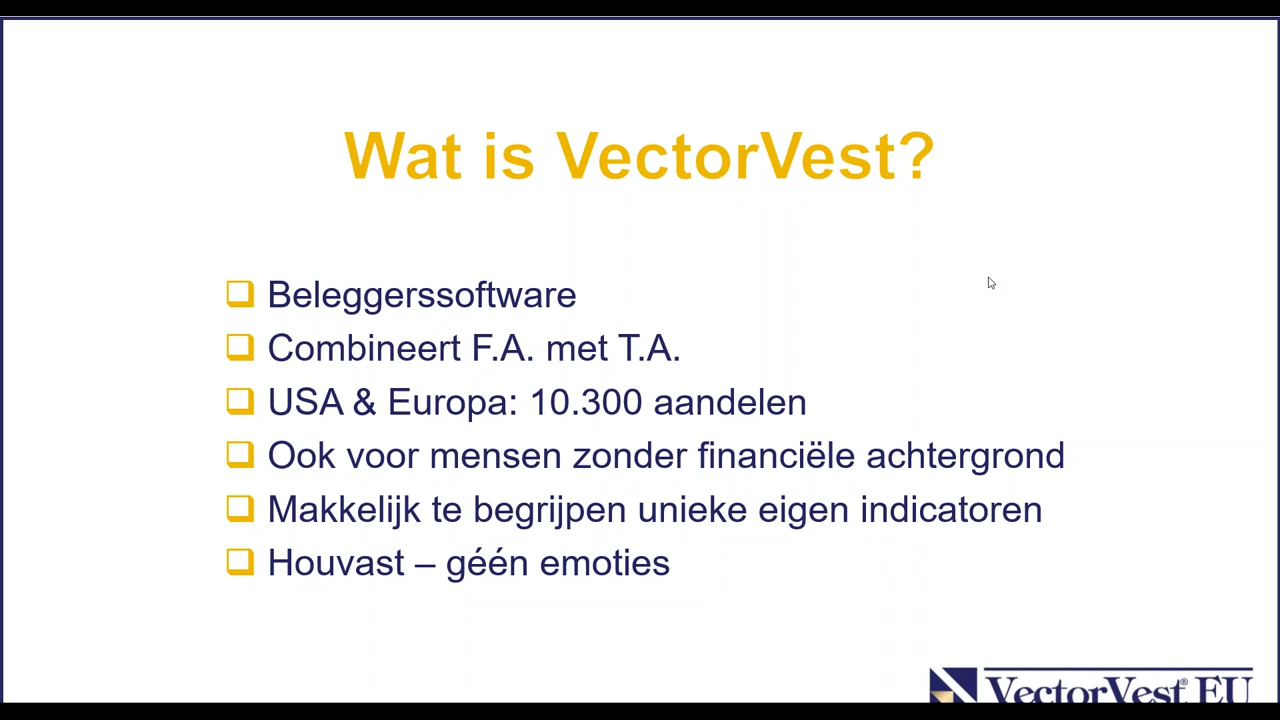 Wat is VectorVest?
Beleggerssoftware
Combineert F.A. met T.A.
USA & Europa: 10.300 aandelen
Ook voor mensen zonder financiële achtergrond
Makkelijk te begrijpen unieke eigen indicatoren
Houvast – géén emoties
VectorVest® EU